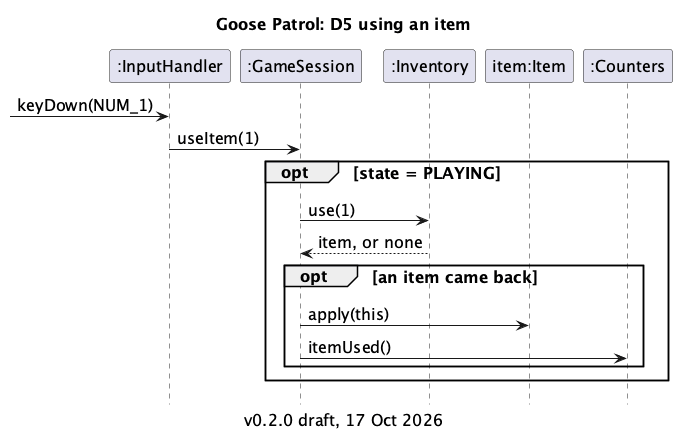 Goose Patrol: D5 using an item
:InputHandler
:GameSession
:Inventory
item:Item
:Counters
keyDown(NUM_1)
useItem(1)
opt
[state = PLAYING]
use(1)
item, or none
opt
[an item came back]
apply(this)
itemUsed()
v0.2.0 draft, 17 Oct 2026